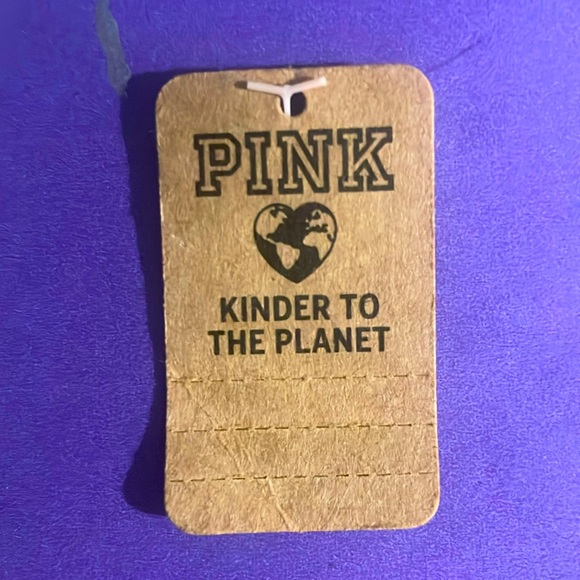 PINK
KINDER TO
THE PLANET